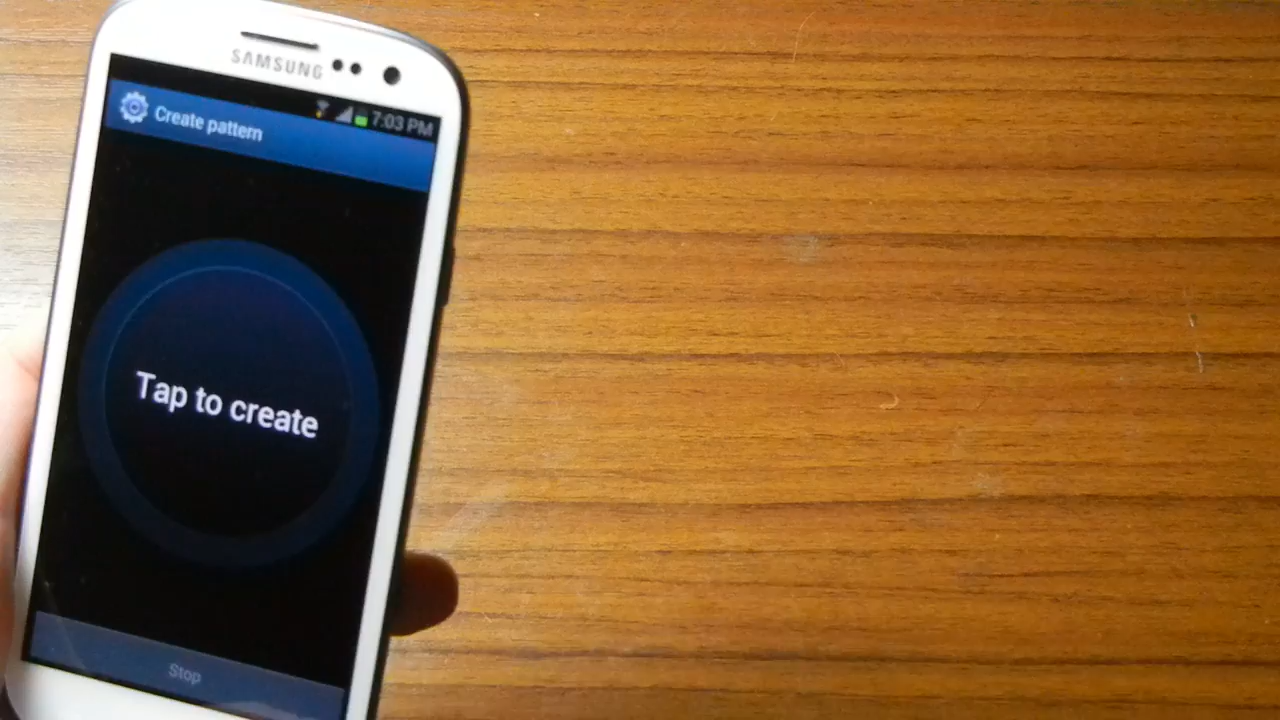 SAMSUNG
7:03 PM
Create pattern
Tap to create
Stop